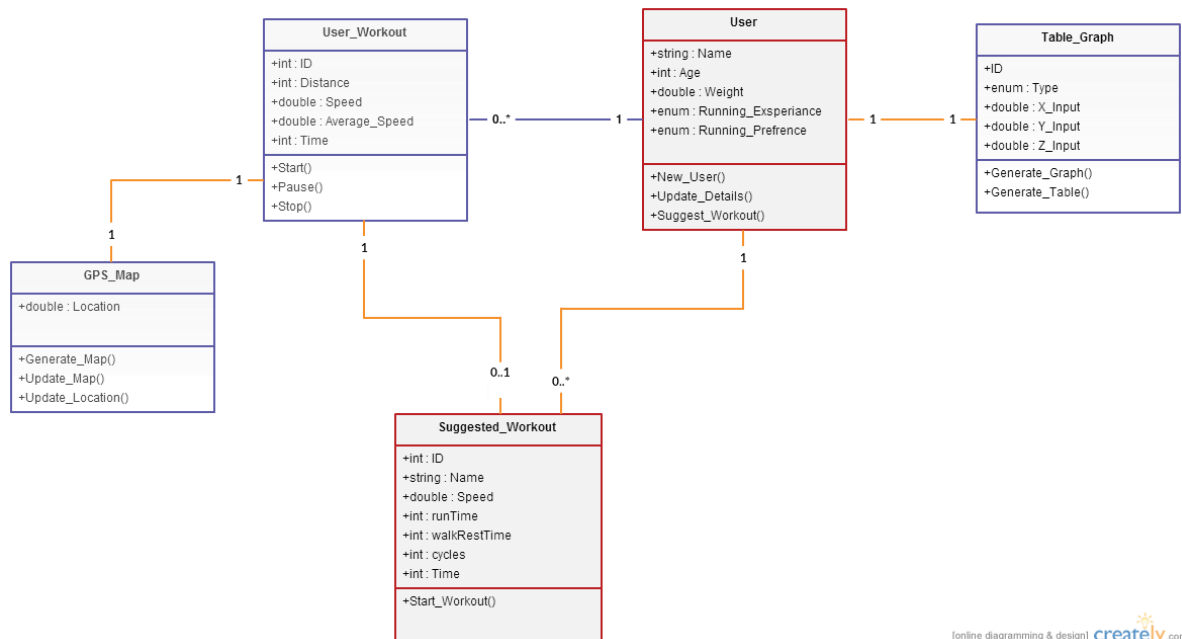 User_Workout
+int : ID
+int : Distance
+double : Speed
+double : Average_Speed
+int : Time
+Start()
+Pause()
+Stop()
User
+string : Name
+int : Age
+double : Weight
+enum : Running_Exsperiance
+enum : Running_Prefrence
+New_User()
+Update_Details()
+Suggest_Workout()
Table_Graph
+ID
+enum : Type
+double : X_Input
+double : Y_Input
+double : Z_Input
+Generate_Graph()
+Generate_Table()
0..*
1
1
1
1
1
1
1
0..1
0..*
GPS_Map
+double : Location
+Generate_Map()
+Update_Map()
+Update_Location()
Suggested_Workout
+int : ID
+string : Name
+double : Speed
+int : runTime
+int : walkRestTime
+int : cycles
+int : Time
+Start_Workout()
[online diagramming & design] creately.com